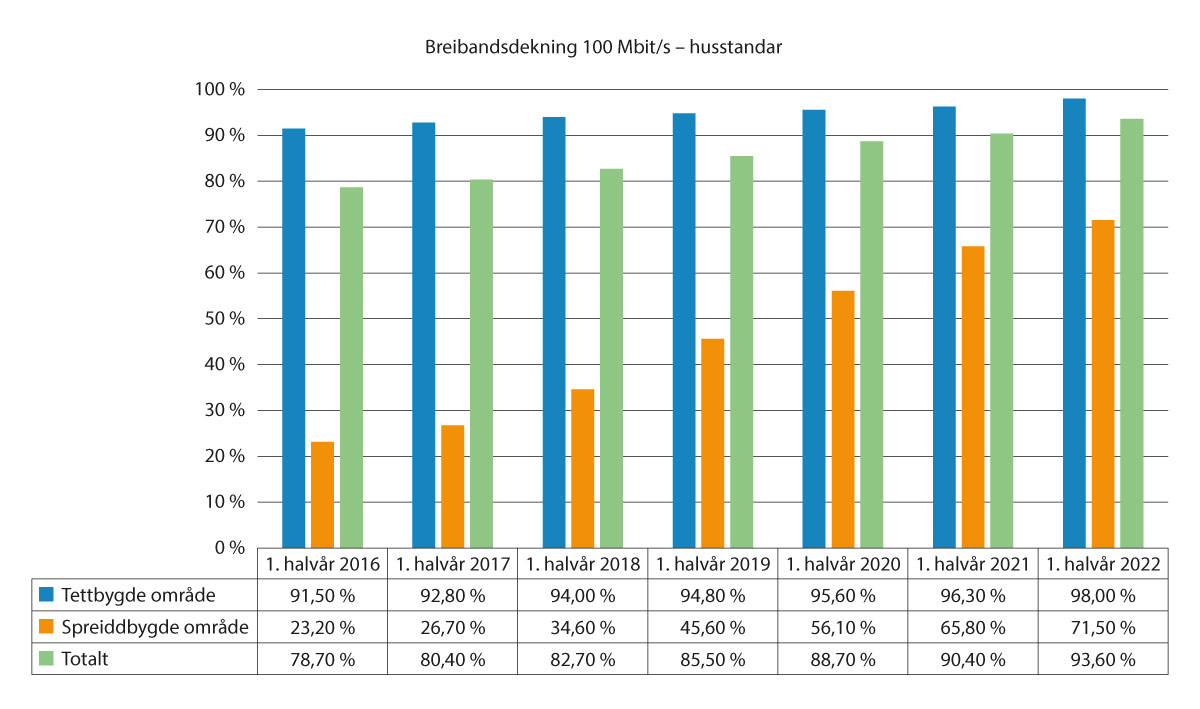 Breibandsdekning 100 Mbit/s – husstandar
100 %
90 %
80 %
70 %
60 %
50 %
40 %
30 %
20 %
10 %
0 %
1. halvår 2016 1. halvår 2017 1. halvår 2018 1. halvår 2019 1. halvår 2020 1. halvår 2021 1. halvår 2022
Tettbygde område 91,50 % 92,80 % 94,00 % 94,80 % 95,60 % 96,30 % 98,00 %
Spreiddbygde område 23,20 % 26,70 % 34,60 % 45,60 % 56,10 % 65,80 % 71,50 %
Totalt 78,70 % 80,40 % 82,70 % 85,50 % 88,70 % 90,40 % 93,60 %